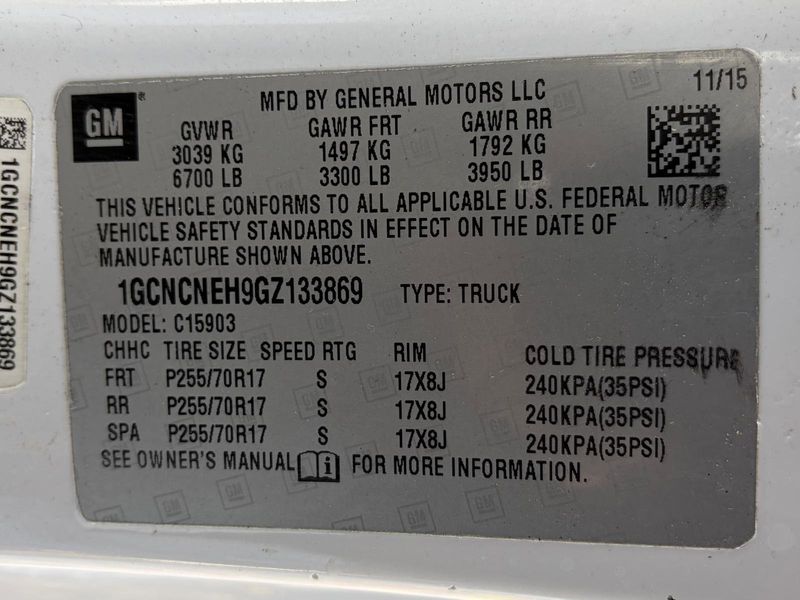 GM
MFD BY GENERAL MOTORS LLC
11/15
GVWR GAWR FRT GAWR RR
3039 KG 1497 KG 1792 KG
6700 LB 3300 LB 3950 LB
THIS VEHICLE CONFORMS TO ALL APPLICABLE U.S. FEDERAL MOTOR
VEHICLE SAFETY STANDARDS IN EFFECT ON THE DATE OF
MANUFACTURE SHOWN ABOVE.
1GCNCNEH9GZ133869 TYPE: TRUCK
MODEL: C15903
CHHC TIRE SIZE SPEED RTG RIM COLD TIRE PRESSURE
FRT P255/70R17 S 17X8J 240KPA(35PSI)
RR P255/70R17 S 17X8J 240KPA(35PSI)
SPA P255/70R17 S 17X8J 240KPA(35PSI)
SEE OWNER'S MANUAL FOR MORE INFORMATION.
1GCNCNEH9GZ133869